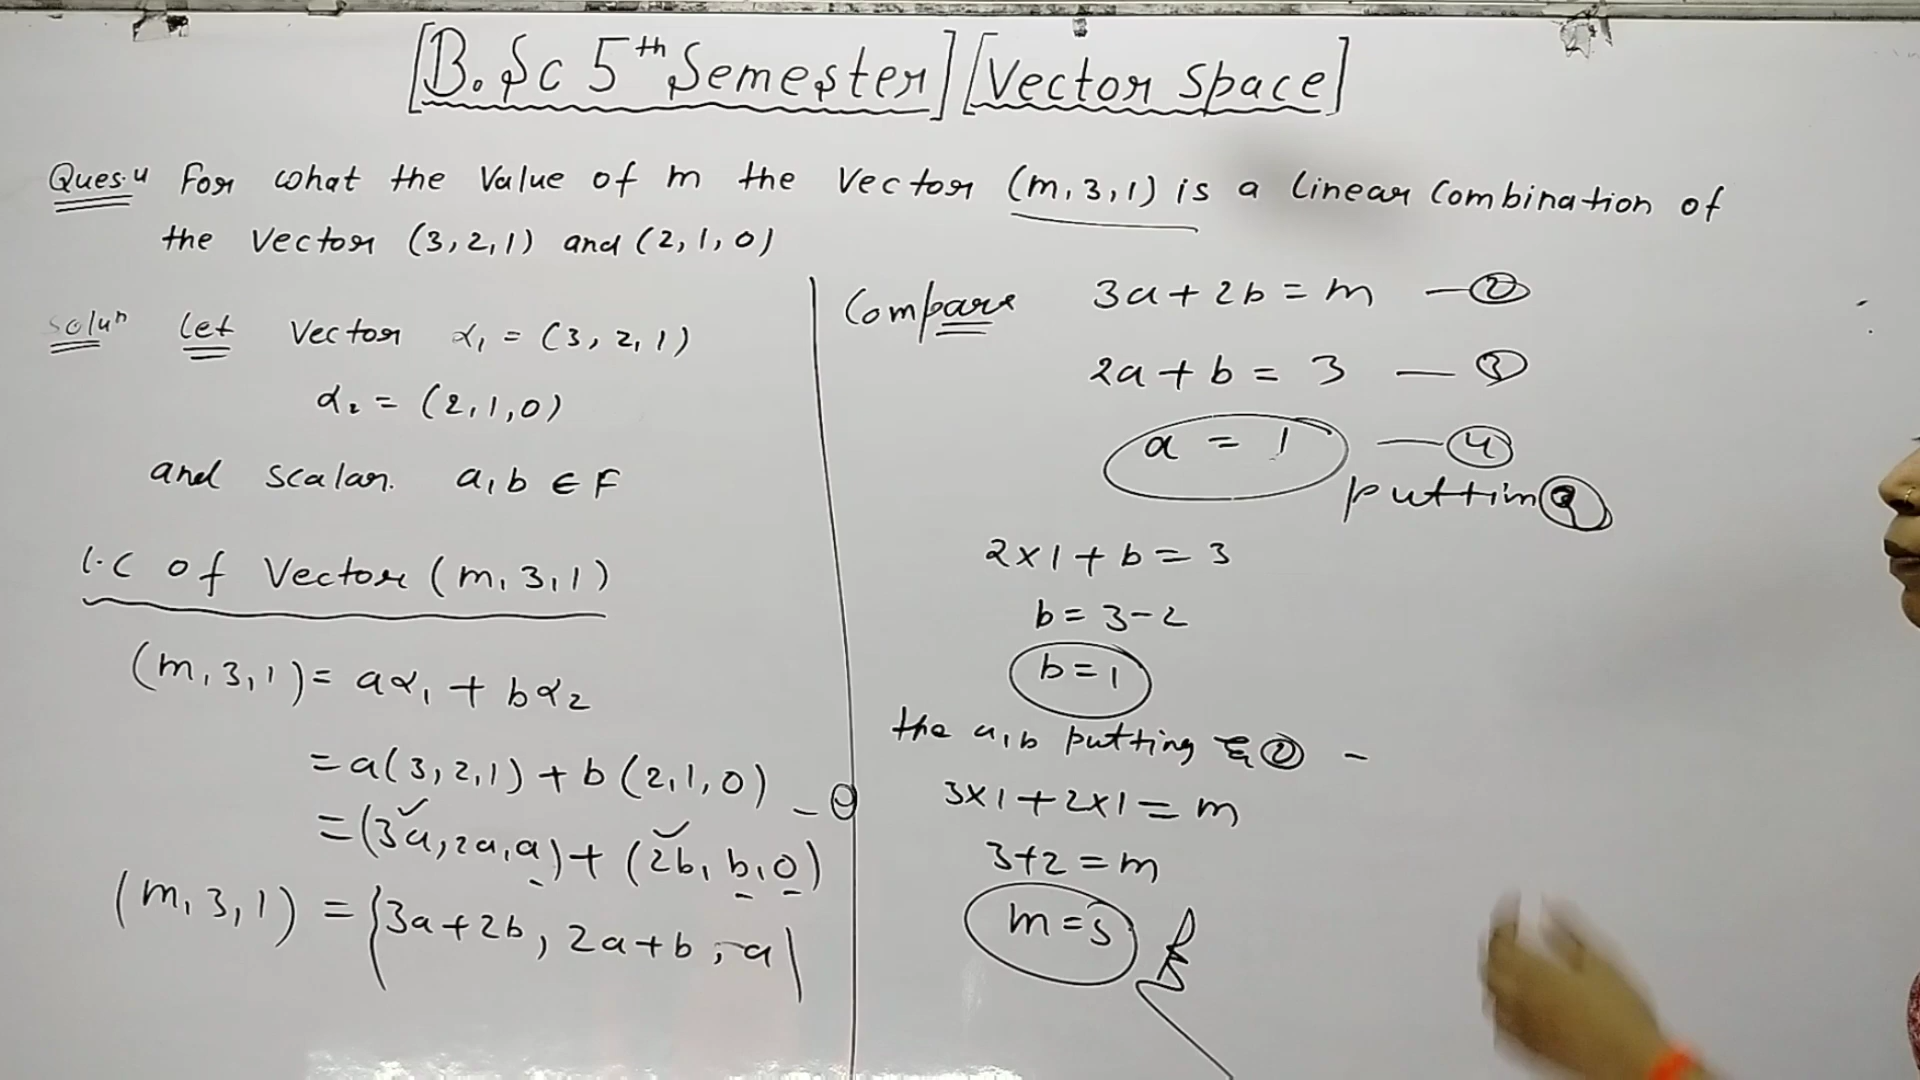 [B.Sc 5th Semester] [Vector Space]
Ques.4 For what the value of m the vector (m,3,1) is a linear combination of
the vector (3,2,1) and (2,1,0)
Soluⁿ Let vector α₁ = (3, 2, 1)
α₂ = (2,1,0)
and scalar. a,b ∈ F
L.C of Vector (m,3,1)
(m,3,1) = aα₁ + bα₂
= a(3,2,1) + b(2,1,0) - ①
= (3a,2a,a) + (2b, b,0)
(m,3,1) = (3a+2b, 2a+b, a)
Compare 3a+2b = m — ②
2a+b = 3 — ③
a = 1 — ④
putting ③
2×1+b = 3
b = 3-2
b = 1
the a,b putting Eq ② -
3×1+2×1 = m
3+2 = m
m = 5